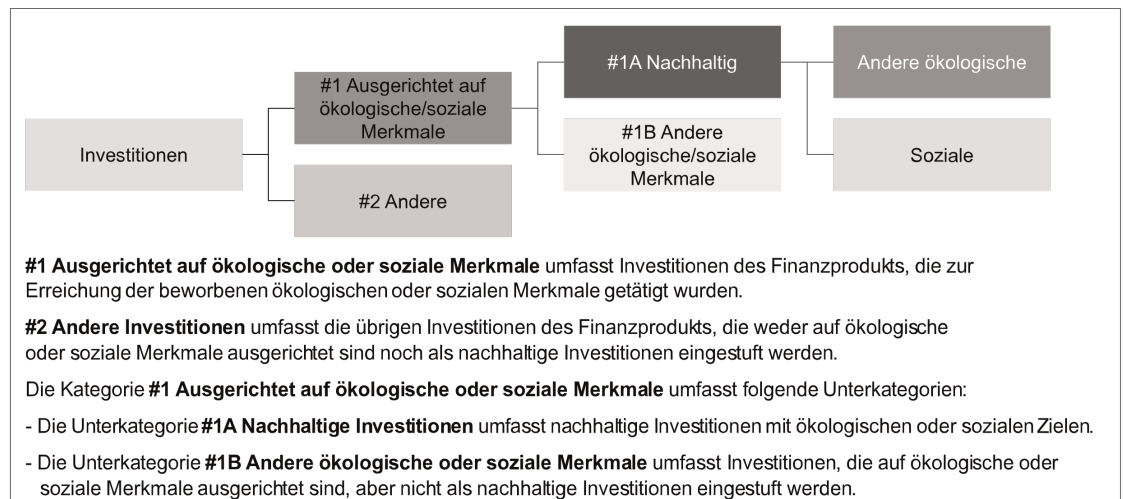 Investitionen
#1 Ausgerichtet auf
ökologische/soziale
Merkmale
#2 Andere
#1A Nachhaltig
#1B Andere
ökologische/soziale
Merkmale
Andere ökologische
Soziale
#1 Ausgerichtet auf ökologische oder soziale Merkmale umfasst Investitionen des Finanzprodukts, die zur
Erreichung der beworbenen ökologischen oder sozialen Merkmale getätigt wurden.
#2 Andere Investitionen umfasst die übrigen Investitionen des Finanzprodukts, die weder auf ökologische
oder soziale Merkmale ausgerichtet sind noch als nachhaltige Investitionen eingestuft werden.
Die Kategorie #1 Ausgerichtet auf ökologische oder soziale Merkmale umfasst folgende Unterkategorien:
- Die Unterkategorie #1A Nachhaltige Investitionen umfasst nachhaltige Investitionen mit ökologischen oder sozialen Zielen.
- Die Unterkategorie #1B Andere ökologische oder soziale Merkmale umfasst Investitionen, die auf ökologische oder
soziale Merkmale ausgerichtet sind, aber nicht als nachhaltige Investitionen eingestuft werden.